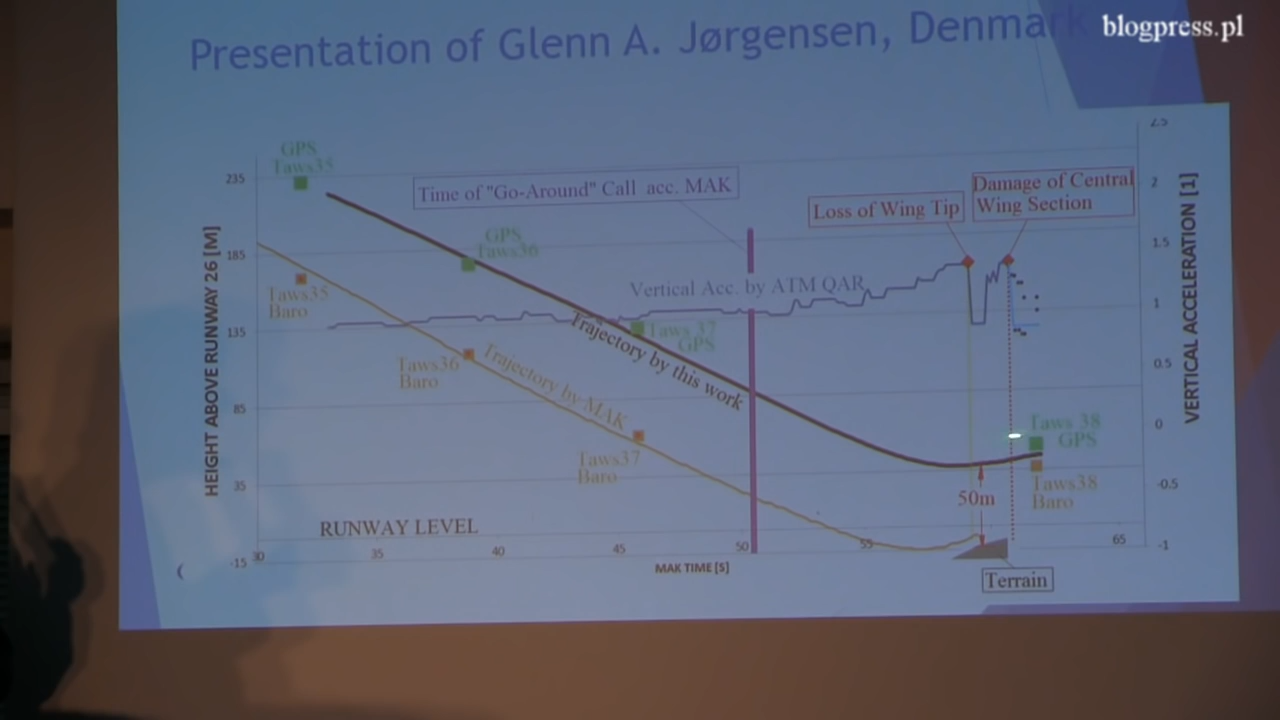 Presentation of Glenn A. Jørgensen, Denmark
blogpress.pl
2.5
GPS
Taws35
235
Time of "Go-Around" Call acc. MAK
Loss of Wing Tip
Damage of Central
Wing Section
2
GPS
Taws36
185
1.5
Taws35
Baro
Vertical Acc. by ATM QAR
1
135
Taws 37
GPS
Trajectory by this work
Taws36
Baro
Trajectory by MAK
0.5
85
Taws37
Baro
0
Taws 38
GPS
35
50m
Taws38
Baro
-0.5
RUNWAY LEVEL
-15
30
35
40
45
50
55
65
-1
MAK TIME [S]
Terrain
HEIGHT ABOVE RUNWAY 26 [M]
VERTICAL ACCELERATION [1]